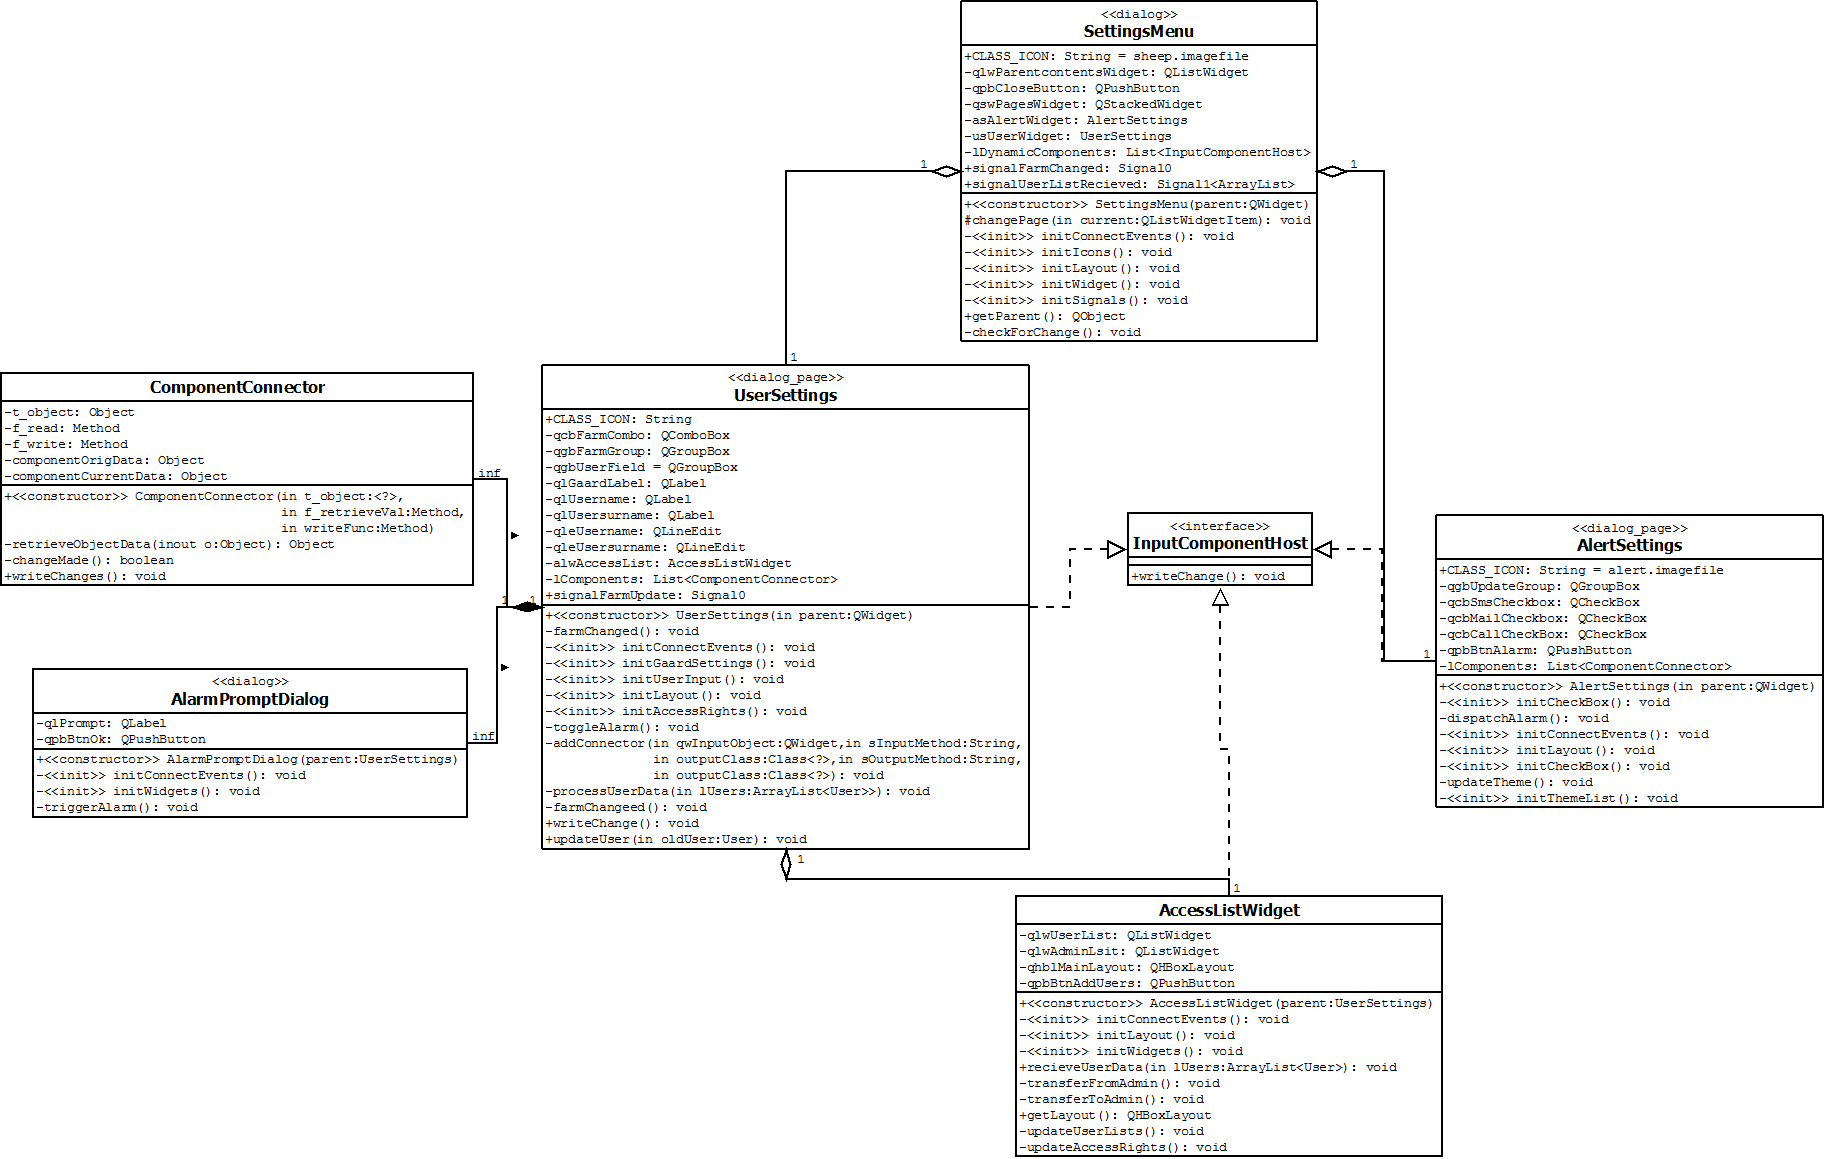 <<dialog>>
SettingsMenu
+CLASS_ICON: String = sheep.imagefile
-qlwParentcontentsWidget: QListWidget
-qpbCloseButton: QPushButton
-qswPagesWidget: QStackedWidget
-asAlertWidget: AlertSettings
-usUserWidget: UserSettings
-lDynamicComponents: List<InputComponentHost>
+signalFarmChanged: Signal0
+signalUserListRecieved: Signal1<ArrayList>
+<<constructor>> SettingsMenu(parent:QWidget)
#changePage(in current:QListWidgetItem): void
-<<init>> initConnectEvents(): void
-<<init>> initIcons(): void
-<<init>> initLayout(): void
-<<init>> initWidget(): void
-<<init>> initSignals(): void
+getParent(): QObject
-checkForChange(): void
1
1
1
1
ComponentConnector
-t_object: Object
-f_read: Method
-f_write: Method
-componentOrigData: Object
-componentCurrentData: Object
+<<constructor>> ComponentConnector(in t_object:<?>,
in f_retrieveVal:Method,
in writeFunc:Method)
-retrieveObjectData(inout o:Object): Object
-changeMade(): boolean
+writeChanges(): void
inf
1
1
<<dialog>>
AlarmPromptDialog
-qlPrompt: QLabel
-qpbBtnOk: QPushButton
+<<constructor>> AlarmPromptDialog(parent:UserSettings)
-<<init>> initConnectEvents(): void
-<<init>> initWidgets(): void
-triggerAlarm(): void
inf
<<dialog_page>>
UserSettings
+CLASS_ICON: String
-qcbFarmCombo: QComboBox
-qgbFarmGroup: QGroupBox
-qgbUserField = QGroupBox
-qlGaardLabel: QLabel
-qlUsername: QLabel
-qlUsersurname: QLabel
-qleUsername: QLineEdit
-qleUsersurname: QLineEdit
-alwAccessList: AccessListWidget
-lComponents: List<ComponentConnector>
+signalFarmUpdate: Signal0
+<<constructor>> UserSettings(in parent:QWidget)
-farmChanged(): void
-<<init>> initConnectEvents(): void
-<<init>> initGaardSettings(): void
-<<init>> initUserInput(): void
-<<init>> initLayout(): void
-<<init>> initAccessRights(): void
-toggleAlarm(): void
-addConnector(in qwInputObject:QWidget,in sInputMethod:String,
in outputClass:Class<?>,in sOutputMethod:String,
in outputClass:Class<?>): void
-processUserData(in lUsers:ArrayList<User>>): void
-farmChangeed(): void
+writeChange(): void
+updateUser(in oldUser:User): void
1
1
<<interface>>
InputComponentHost
+writeChange(): void
<<dialog_page>>
AlertSettings
+CLASS_ICON: String = alert.imagefile
-qgbUpdateGroup: QGroupBox
-qcbSmsCheckbox: QCheckBox
-qcbMailCheckbox: QCheckBox
-qcbCallCheckBox: QCheckBox
-qpbBtnAlarm: QPushButton
-lComponents: List<ComponentConnector>
+<<constructor>> AlertSettings(in parent:QWidget)
-<<init>> initCheckBox(): void
-dispatchAlarm(): void
-<<init>> initConnectEvents(): void
-<<init>> initLayout(): void
-<<init>> initCheckBox(): void
-updateTheme(): void
-<<init>> initThemeList(): void
AccessListWidget
-qlwUserList: QListWidget
-qlwAdminLsit: QListWidget
-qhblMainLayout: QHBoxLayout
-qpbBtnAddUsers: QPushButton
+<<constructor>> AccessListWidget(parent:UserSettings)
-<<init>> initConnectEvents(): void
-<<init>> initLayout(): void
-<<init>> initWidgets(): void
+recieveUserData(in lUsers:ArrayList<User>): void
-transferFromAdmin(): void
-transferToAdmin(): void
+getLayout(): QHBoxLayout
-updateUserLists(): void
-updateAccessRights(): void